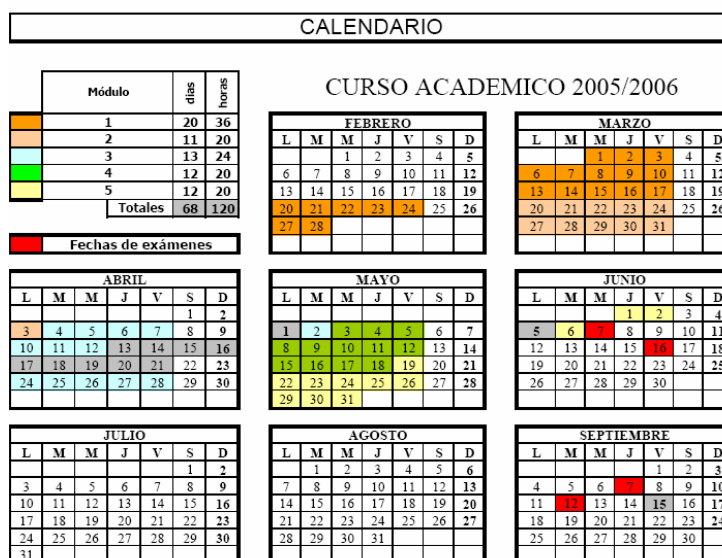 CALENDARIO
CURSO ACADEMICO 2005/2006
Módulo días horas
1 20 36
2 11 20
3 13 24
4 12 20
5 12 20
Totales 68 120
Fechas de exámenes
FEBRERO
L M M J V S D
1 2 3 4 5
6 7 8 9 10 11 12
13 14 15 16 17 18 19
20 21 22 23 24 25 26
27 28
MARZO
L M M J V S D
1 2 3 4 5
6 7 8 9 10 11 12
13 14 15 16 17 18 19
20 21 22 23 24 25 26
27 28 29 30 31
ABRIL
L M M J V S D
1 2
3 4 5 6 7 8 9
10 11 12 13 14 15 16
17 18 19 20 21 22 23
24 25 26 27 28 29 30
MAYO
L M M J V S D
1 2 3 4 5 6 7
8 9 10 11 12 13 14
15 16 17 18 19 20 21
22 23 24 25 26 27 28
29 30 31
JUNIO
L M M J V S D
1 2 3 4
5 6 7 8 9 10 11
12 13 14 15 16 17 18
19 20 21 22 23 24 25
26 27 28 29 30
JULIO
L M M J V S D
1 2
3 4 5 6 7 8 9
10 11 12 13 14 15 16
17 18 19 20 21 22 23
24 25 26 27 28 29 30
31
AGOSTO
L M M J V S D
1 2 3 4 5 6
7 8 9 10 11 12 13
14 15 16 17 18 19 20
21 22 23 24 25 26 27
28 29 30 31
SEPTIEMBRE
L M M J V S D
1 2 3
4 5 6 7 8 9 10
11 12 13 14 15 16 17
18 19 20 21 22 23 24
25 26 27 28 29 30